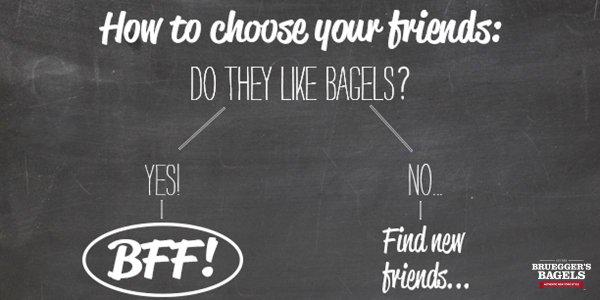 How to choose your friends:
DO THEY LIKE BAGELS?
YES!
NO...
BFF!
Find new
friends...
BRUEGGER'S
BAGELS